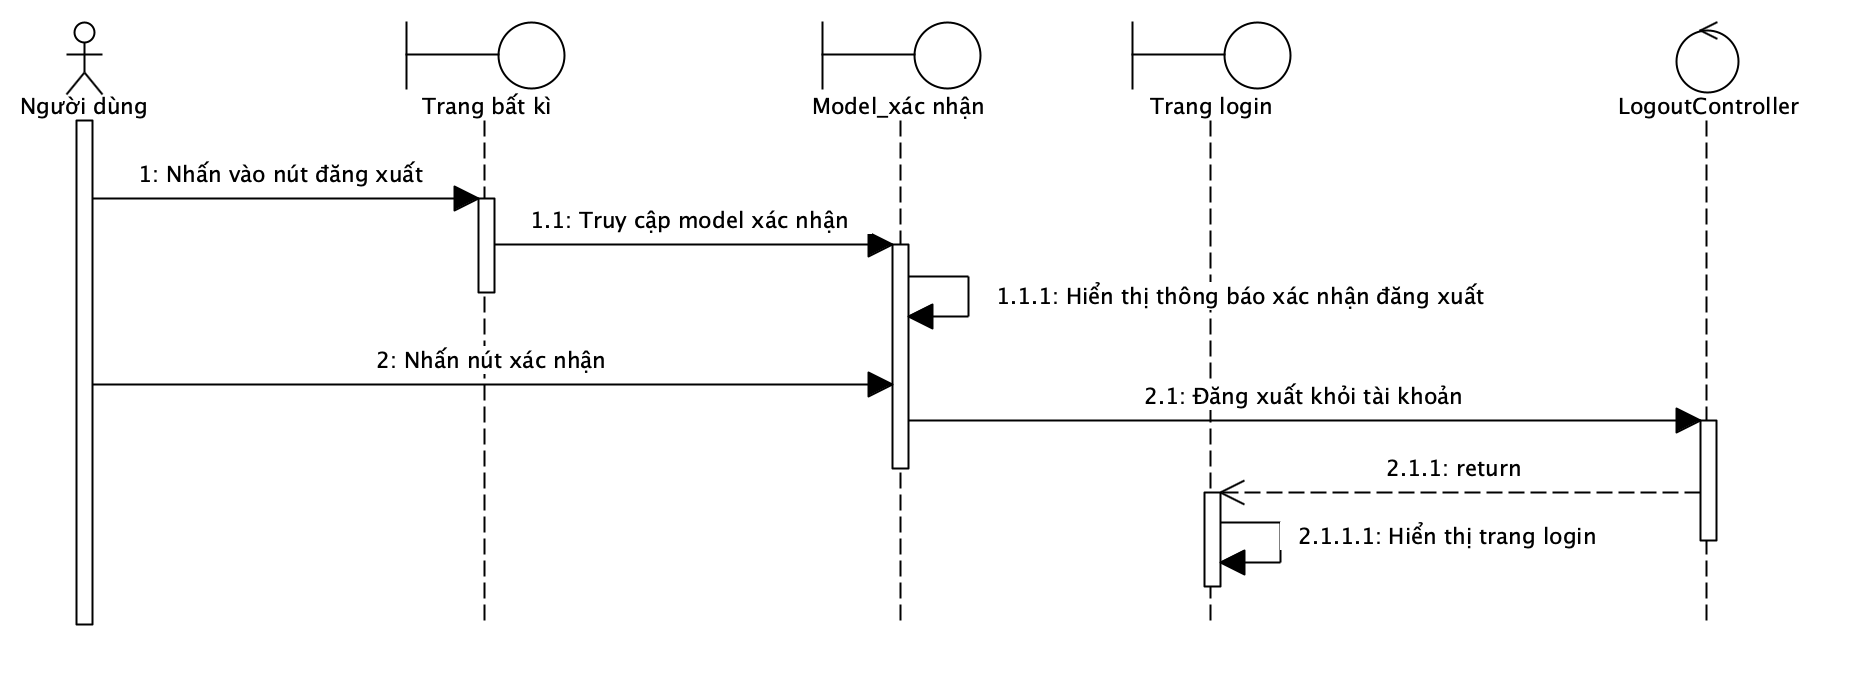 Người dùng
Trang bất kì
Model_xác nhận
Trang login
LogoutController
1: Nhấn vào nút đăng xuất
1.1: Truy cập model xác nhận
1.1.1: Hiển thị thông báo xác nhận đăng xuất
2: Nhấn nút xác nhận
2.1: Đăng xuất khỏi tài khoản
2.1.1: return
2.1.1.1: Hiển thị trang login